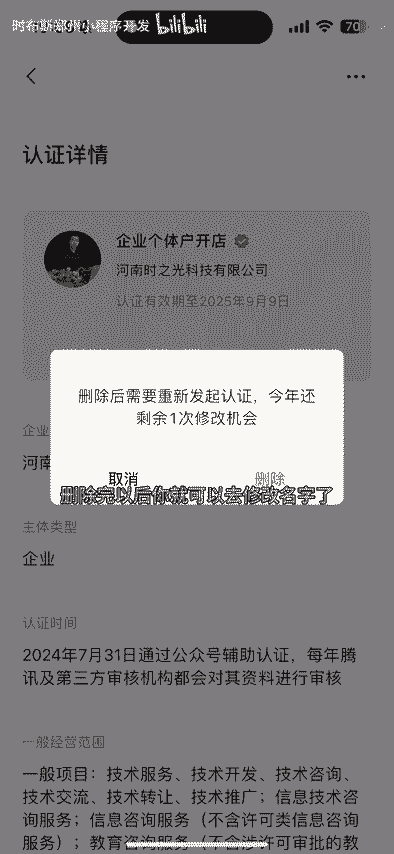 时布斯郑州小程序开发 bilibili
70
认证详情
企业个体户开店
河南时之光科技有限公司
认证有效期至2025年9月9日
删除后需要重新发起认证，今年还
剩余1次修改机会
企业
取消 删除
河南
删除完以后你就可以去修改名字了
主体类型
企业
认证时间
2024年7月31日通过公众号辅助认证，每年腾
讯及第三方审核机构都会对其资料进行审核
一般经营范围
一般项目：技术服务、技术开发、技术咨询、
技术交流、技术转让、技术推广；信息技术咨
询服务；信息咨询服务（不含许可类信息咨询
服务）；教育咨询服务（不含涉许可审批的教